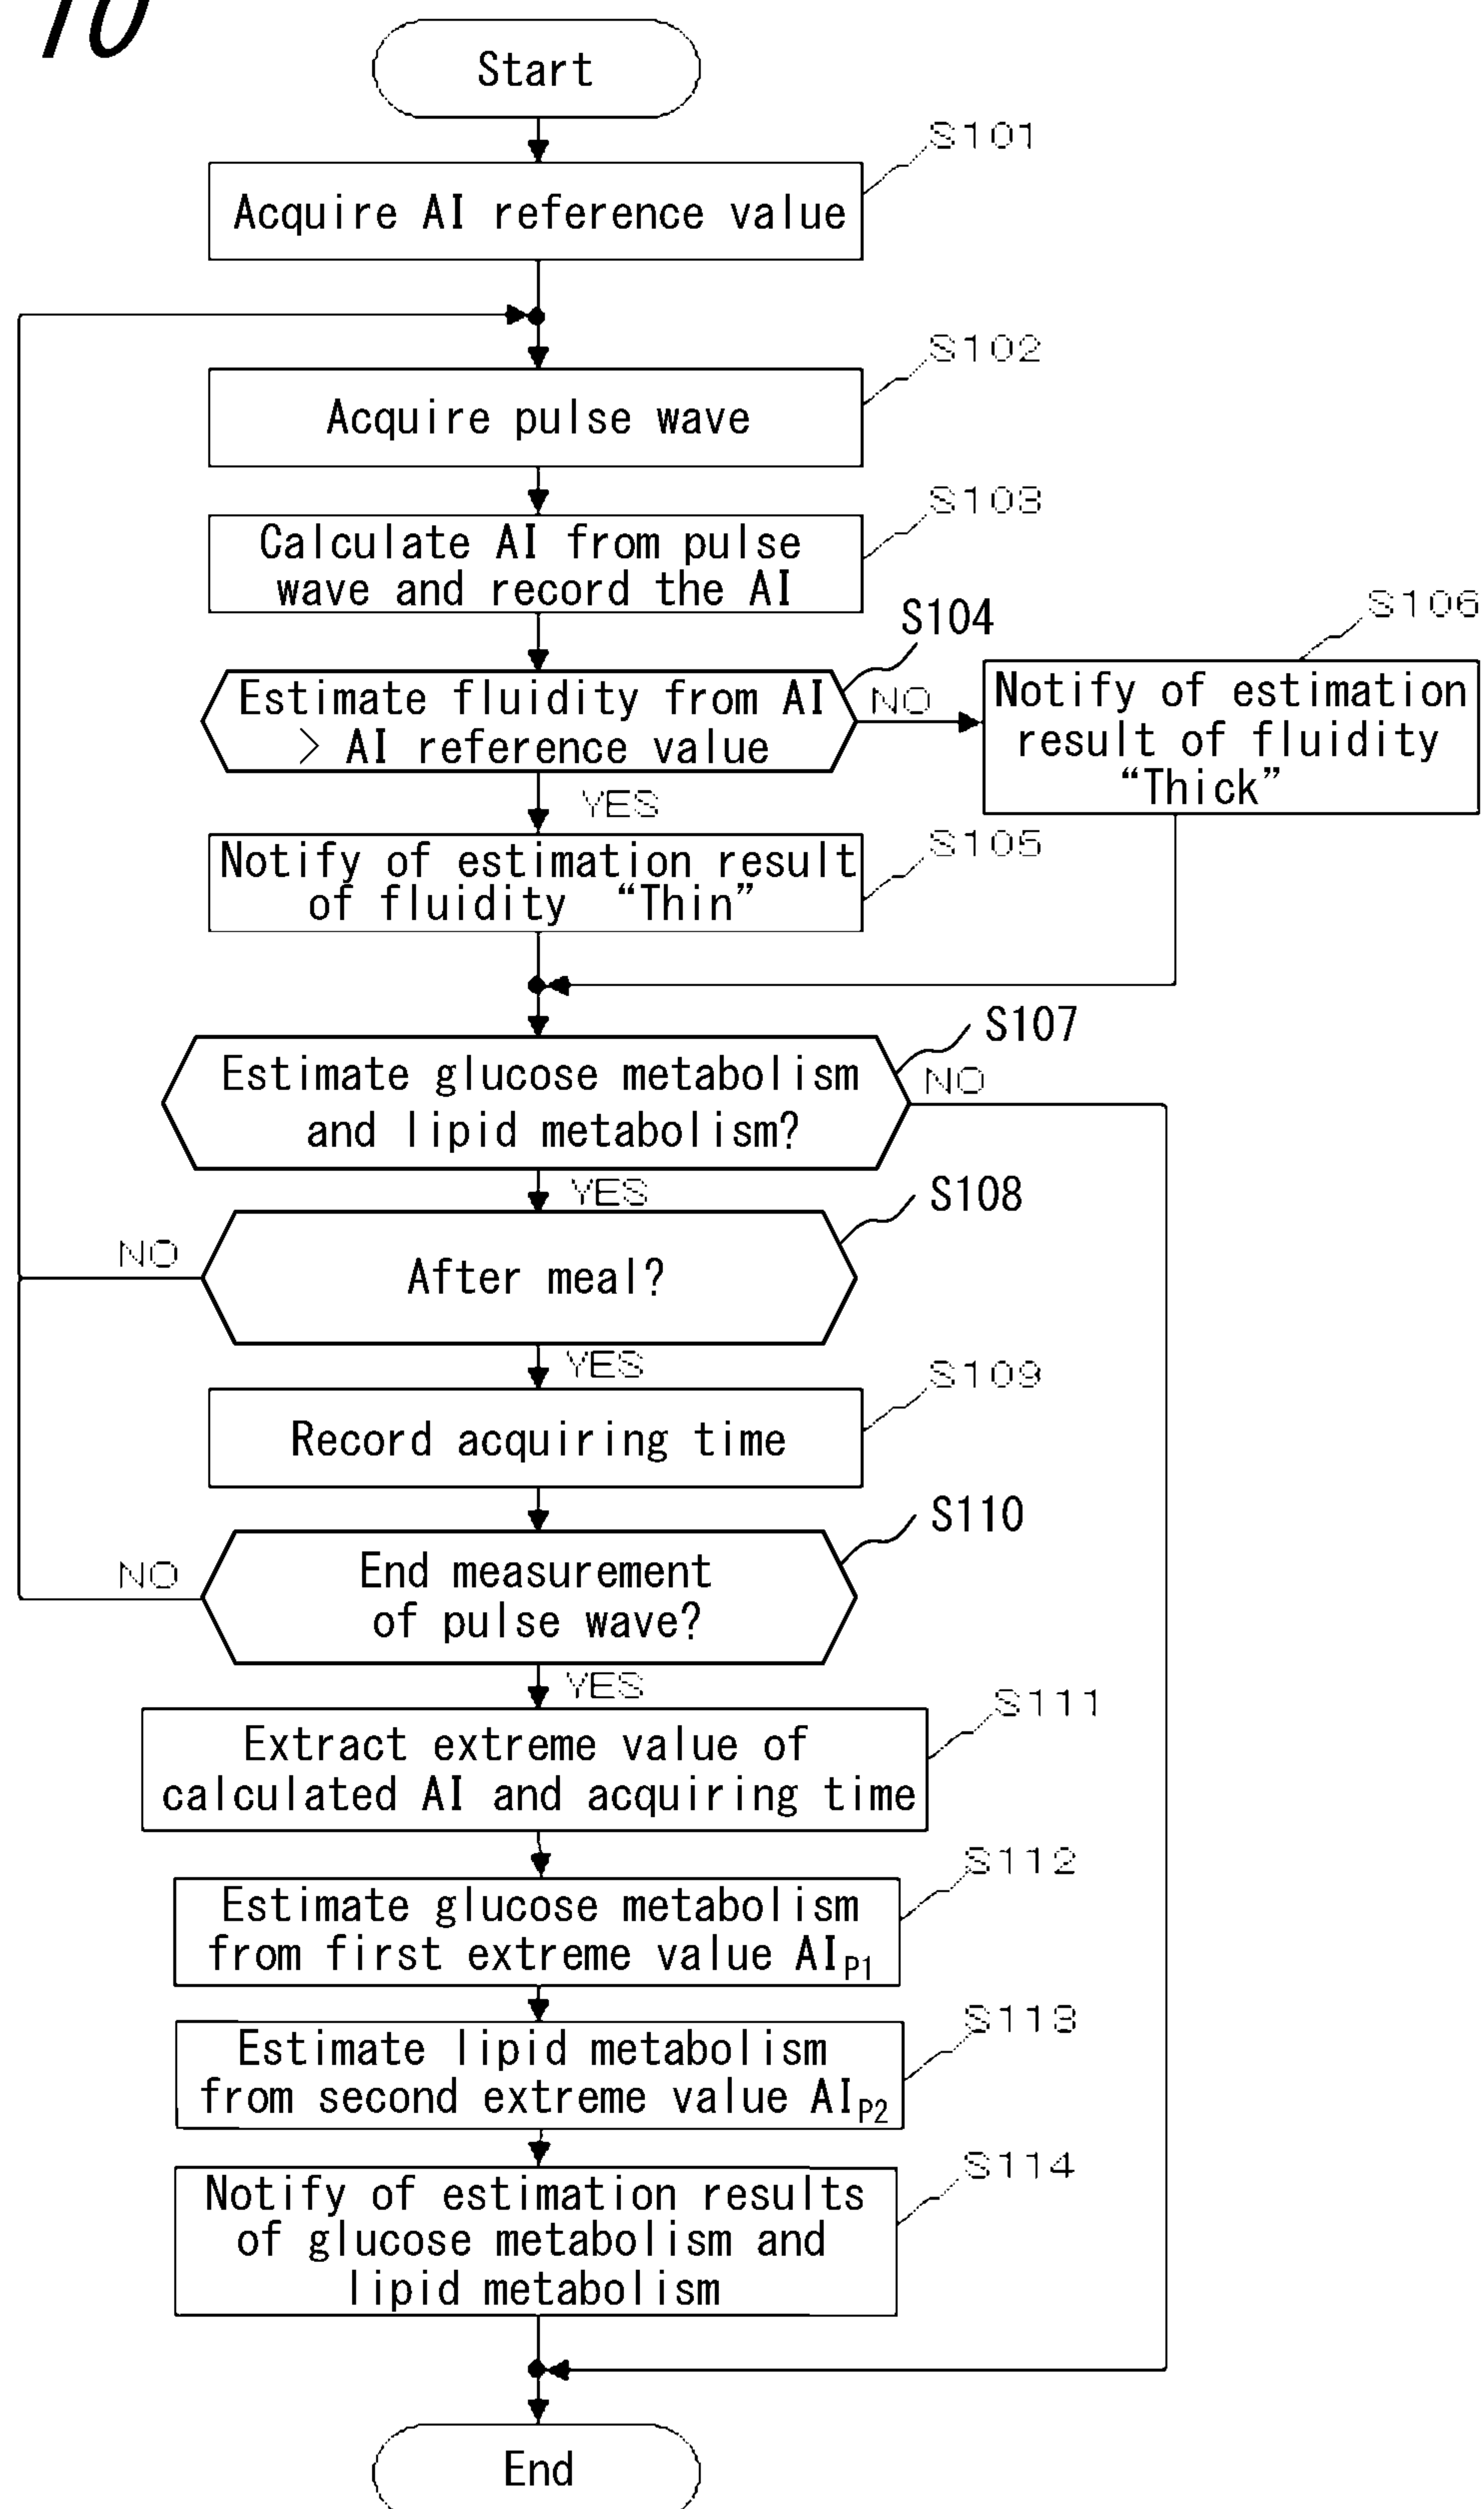 10
Start
S101
Acquire AI reference value
S102
Acquire pulse wave
S103
Calculate AI from pulse
wave and record the AI
S104
Estimate fluidity from AI
> AI reference value
NO
S106
Notify of estimation
result of fluidity
“Thick”
YES
S105
Notify of estimation result
of fluidity “Thin”
S107
Estimate glucose metabolism
and lipid metabolism?
NO
YES
S108
After meal?
NO
YES
S109
Record acquiring time
S110
End measurement
of pulse wave?
NO
YES
S111
Extract extreme value of
calculated AI and acquiring time
S112
Estimate glucose metabolism
from first extreme value AIP1
S113
Estimate lipid metabolism
from second extreme value AIP2
S114
Notify of estimation results
of glucose metabolism and
lipid metabolism
End